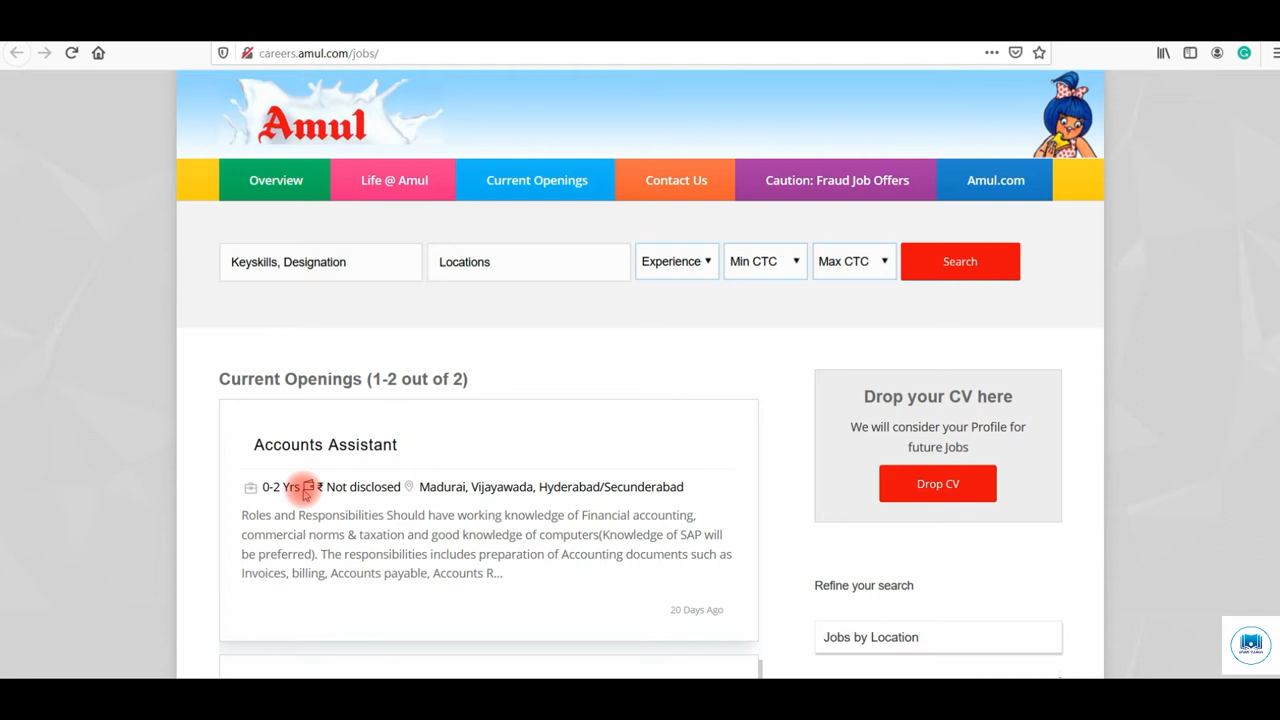 careers.amul.com/jobs/
Amul
Overview
Life @ Amul
Current Openings
Contact Us
Caution: Fraud Job Offers
Amul.com
Keyskills, Designation
Locations
Experience
Min CTC
Max CTC
Search
Current Openings (1-2 out of 2)
Accounts Assistant
0-2 Yrs ₹ Not disclosed Madurai, Vijayawada, Hyderabad/Secunderabad
Roles and Responsibilities Should have working knowledge of Financial accounting,
commercial norms & taxation and good knowledge of computers(Knowledge of SAP will
be preferred). The responsibilities includes preparation of Accounting documents such as
Invoices, billing, Accounts payable, Accounts R...
20 Days Ago
Drop your CV here
We will consider your Profile for
future Jobs
Drop CV
Refine your search
Jobs by Location